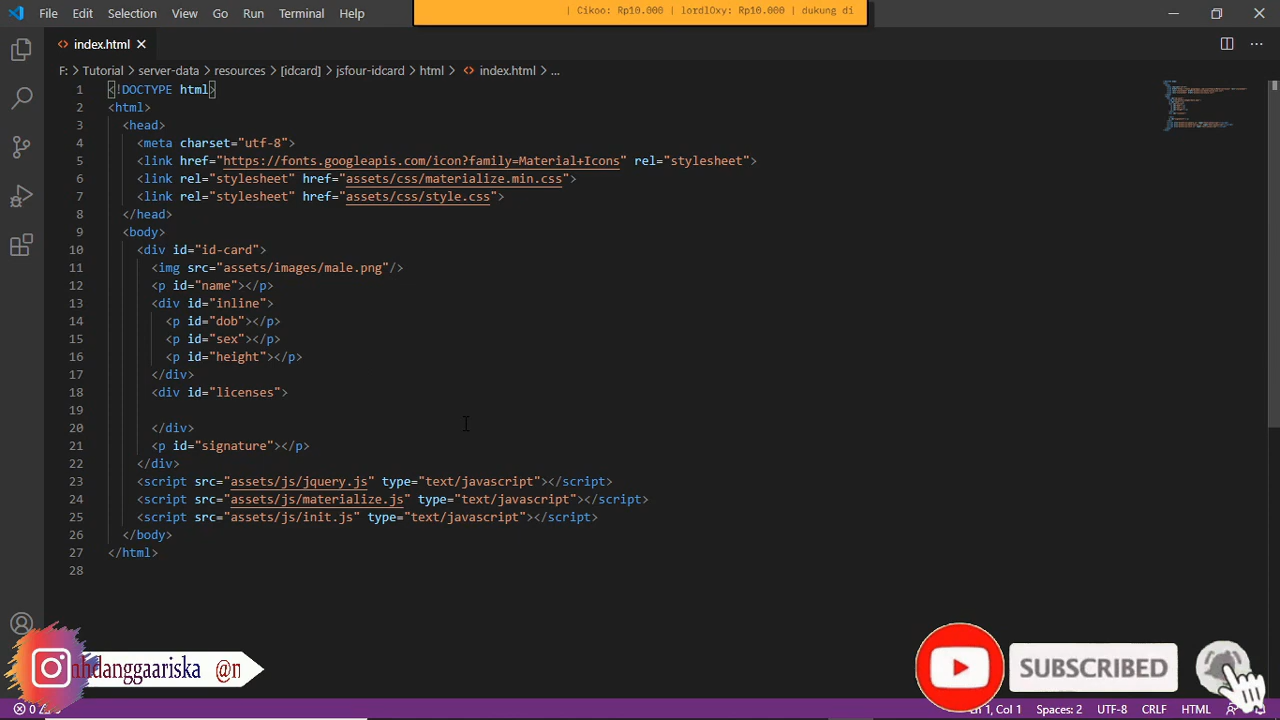 File Edit Selection View Go Run Terminal Help
| Cikoo: Rp10.000 | lordlOxy: Rp10.000 | dukung di
<> index.html ×
F: > Tutorial > server-data > resources > [idcard] > jsfour-idcard > html > <> index.html > ...
1 <!DOCTYPE html>
2 <html>
3 <head>
4 <meta charset="utf-8">
5 <link href="https://fonts.googleapis.com/icon?family=Material+Icons" rel="stylesheet">
6 <link rel="stylesheet" href="assets/css/materialize.min.css">
7 <link rel="stylesheet" href="assets/css/style.css">
8 </head>
9 <body>
10 <div id="id-card">
11 <img src="assets/images/male.png"/>
12 <p id="name"></p>
13 <div id="inline">
14 <p id="dob"></p>
15 <p id="sex"></p>
16 <p id="height"></p>
17 </div>
18 <div id="licenses">
19
20 </div>
21 <p id="signature"></p>
22 </div>
23 <script src="assets/js/jquery.js" type="text/javascript"></script>
24 <script src="assets/js/materialize.js" type="text/javascript"></script>
25 <script src="assets/js/init.js" type="text/javascript"></script>
26 </body>
27 </html>
28
nhdanggaariska @n
SUBSCRIBED
0 Ln 1, Col 1 Spaces: 2 UTF-8 CRLF HTML